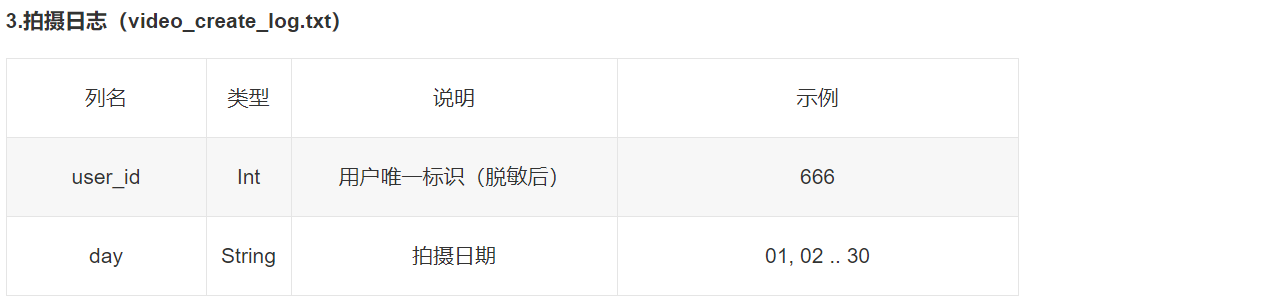 3.拍摄日志（video_create_log.txt）
列名 类型 说明 示例
user_id Int 用户唯一标识（脱敏后） 666
day String 拍摄日期 01, 02 .. 30